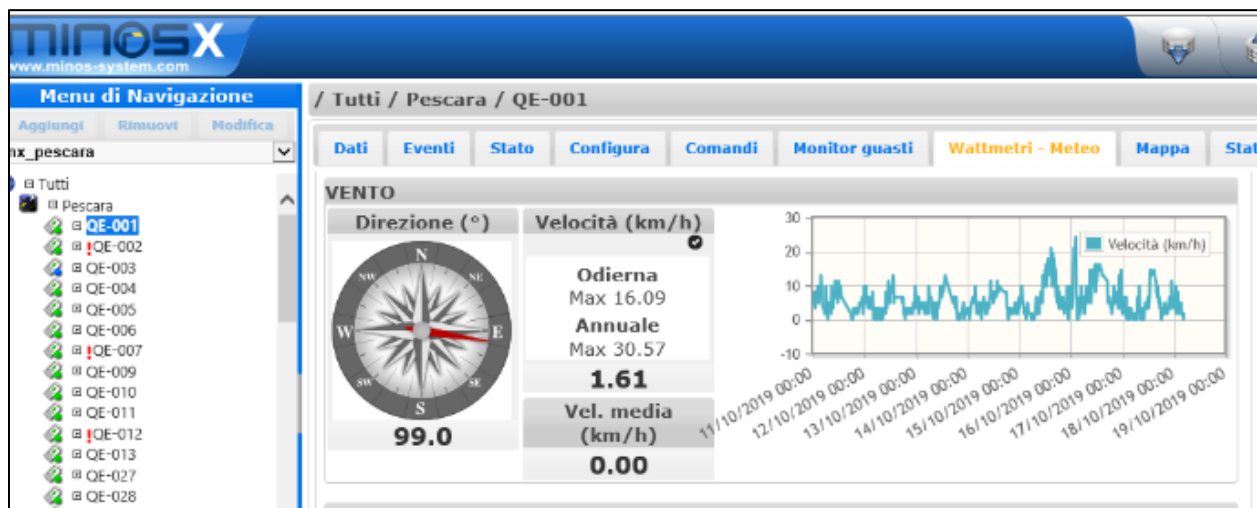 minos X
www.minos-system.com
Menu di Navigazione
Aggiungi Rimuovi Modifica
nx_pescara
Tutti
Pescara
QE-001
!QE-002
QE-003
QE-004
QE-005
QE-006
!QE-007
QE-009
QE-010
QE-011
!QE-012
QE-013
QE-027
QE-028
/ Tutti / Pescara / QE-001
Dati Eventi Stato Configura Comandi Monitor guasti Wattmetri - Meteo Mappa Stat
VENTO
Direzione (°)
N
NW NE
W E
SW SE
S
99.0
Velocità (km/h)
Odierna
Max 16.09
Annuale
Max 30.57
1.61
Vel. media
(km/h)
0.00
30
20
10
0
-10
Velocità (km/h)
11/10/2019 00:00
12/10/2019 00:00
13/10/2019 00:00
14/10/2019 00:00
15/10/2019 00:00
16/10/2019 00:00
17/10/2019 00:00
18/10/2019 00:00
19/10/2019 00:00